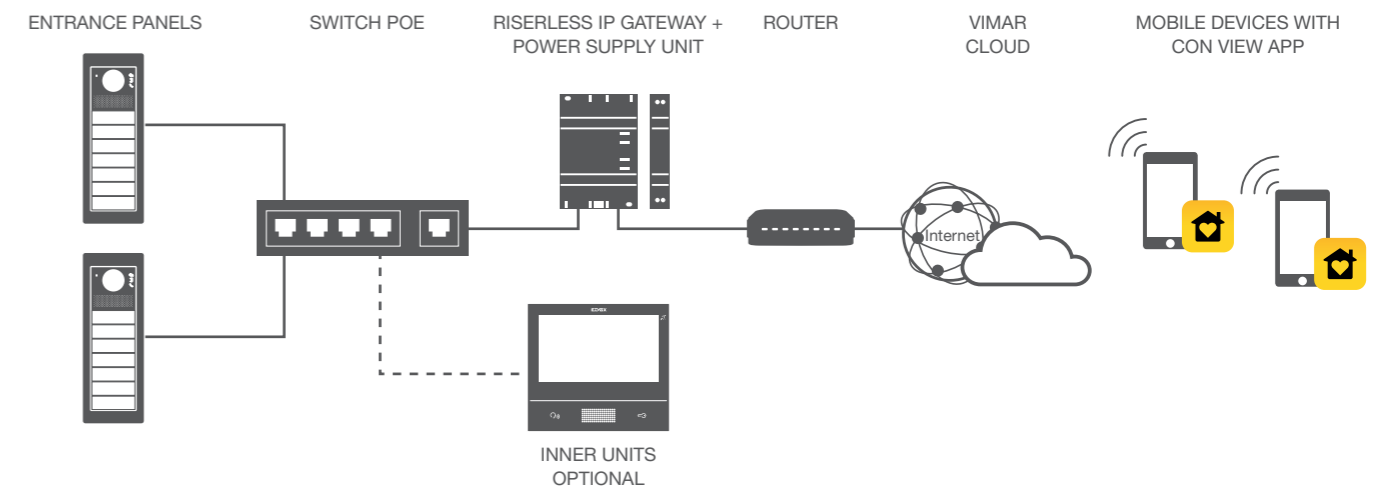 ENTRANCE PANELS
SWITCH POE
RISERLESS IP GATEWAY +
POWER SUPPLY UNIT
ROUTER
VIMAR
CLOUD
MOBILE DEVICES WITH
CON VIEW APP
Internet
INNER UNITS
OPTIONAL